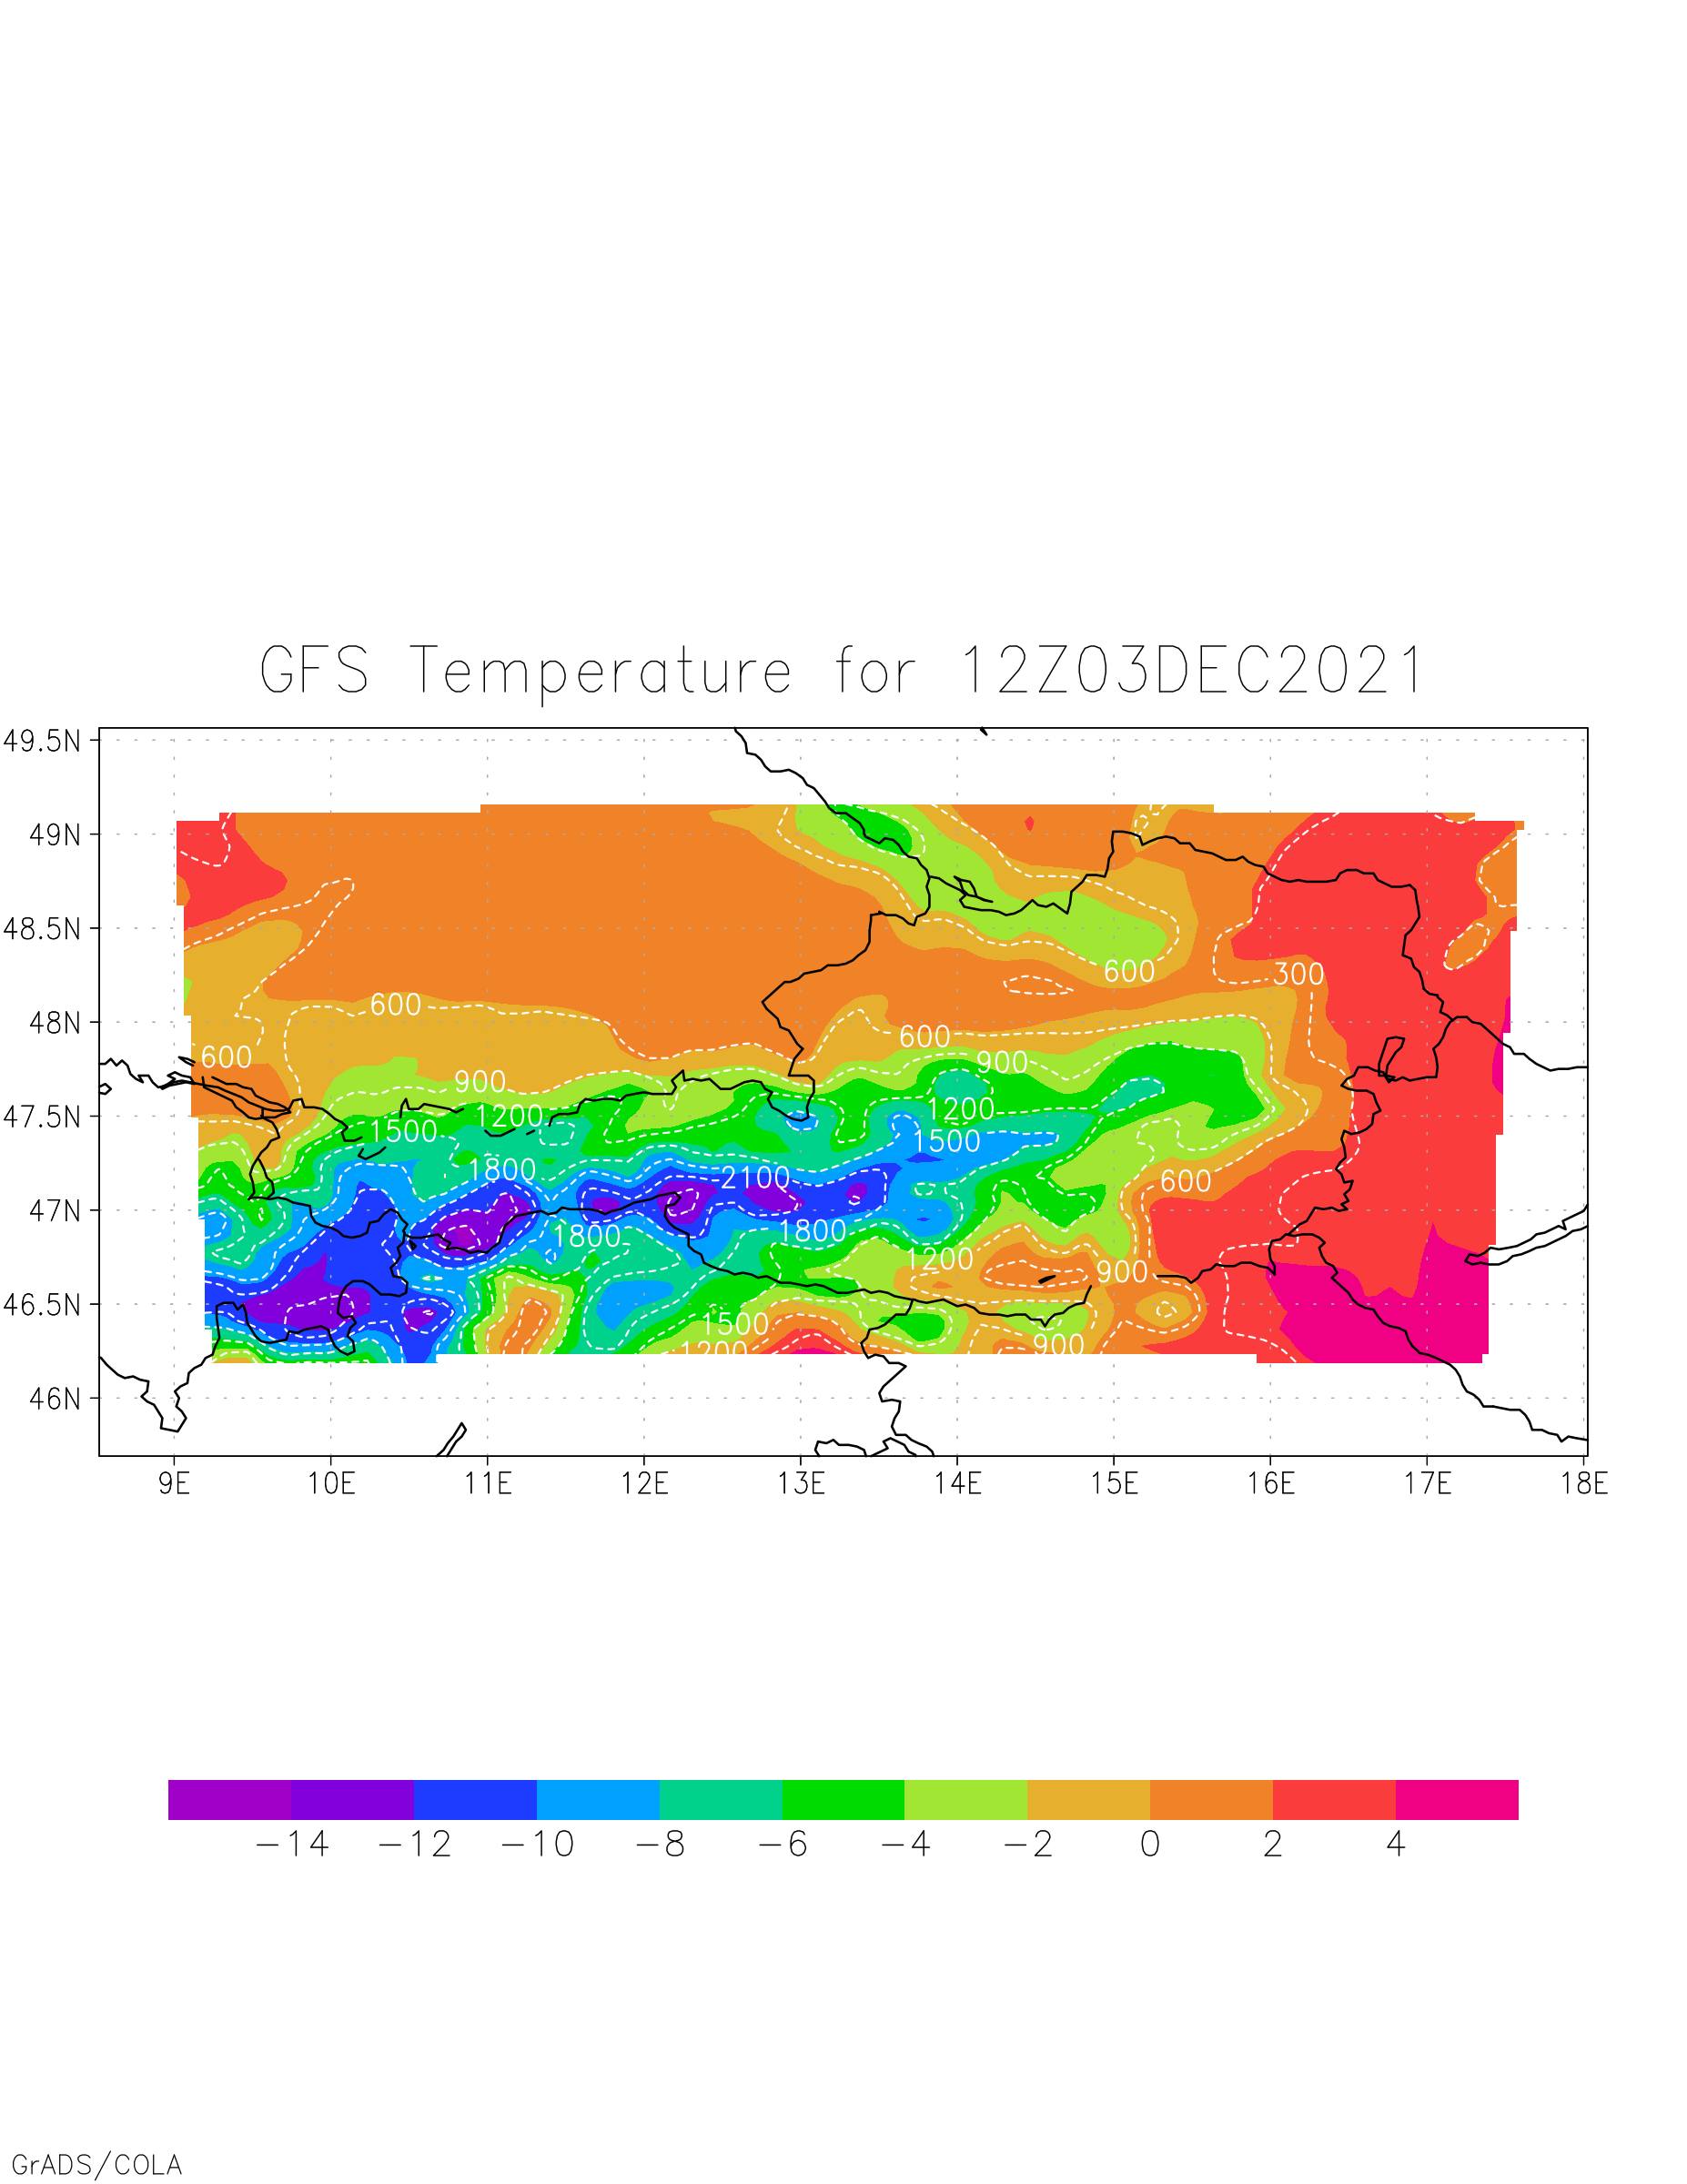 GFS Temperature for 12Z03DEC2021
49.5N
49N
48.5N
300
600
600
48N
600
600
900
900
47.5N
1200
1200
1500
1500
1800
2100
600
47N
1800
1800
1200
900
46.5N
1500
900
1200
46N
9E 10E 11E 12E 13E 14E 15E 16E 17E 18E
−14 −12 −10 −8 −6 −4 −2 0 2 4
GrADS/COLA